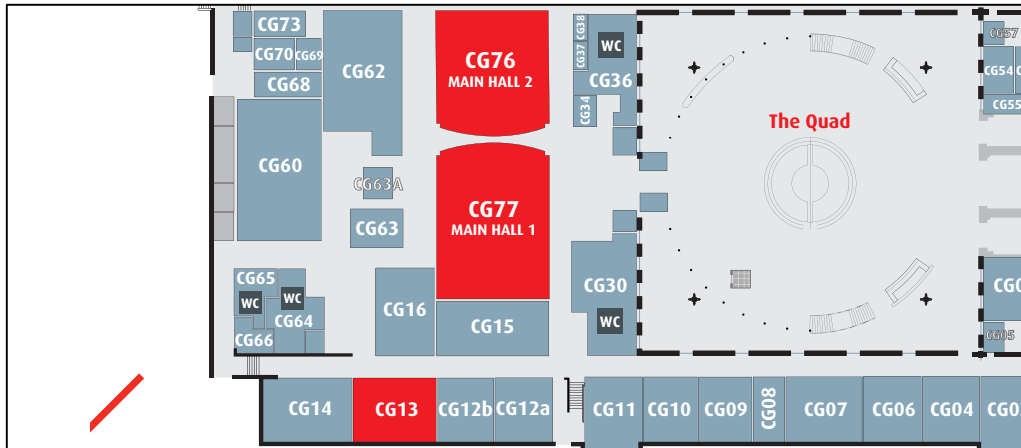 CG73
CG70
CG69
CG68
CG62
CG60
CG63A
CG63
CG65
WC
WC
CG64
CG66
CG76
MAIN HALL 2
CG77
MAIN HALL 1
CG16
CG15
CG38
CG37
WC
CG36
CG34
CG30
WC
The Quad
CG57
CG54
CG55
CG05
CG14
CG13
CG12b
CG12a
CG11
CG10
CG09
CG08
CG07
CG06
CG04